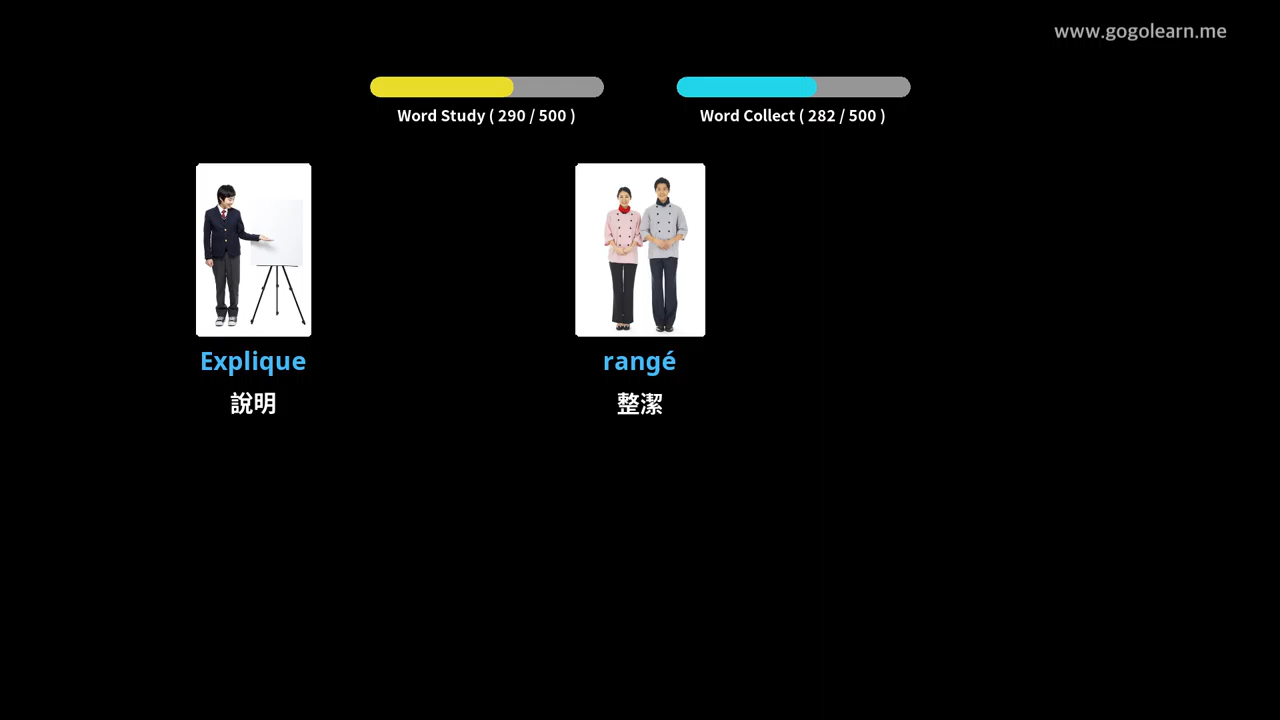 www.gogolearn.me
Word Study ( 290 / 500 )
Word Collect ( 282 / 500 )
Explique
說明
rangé
整潔